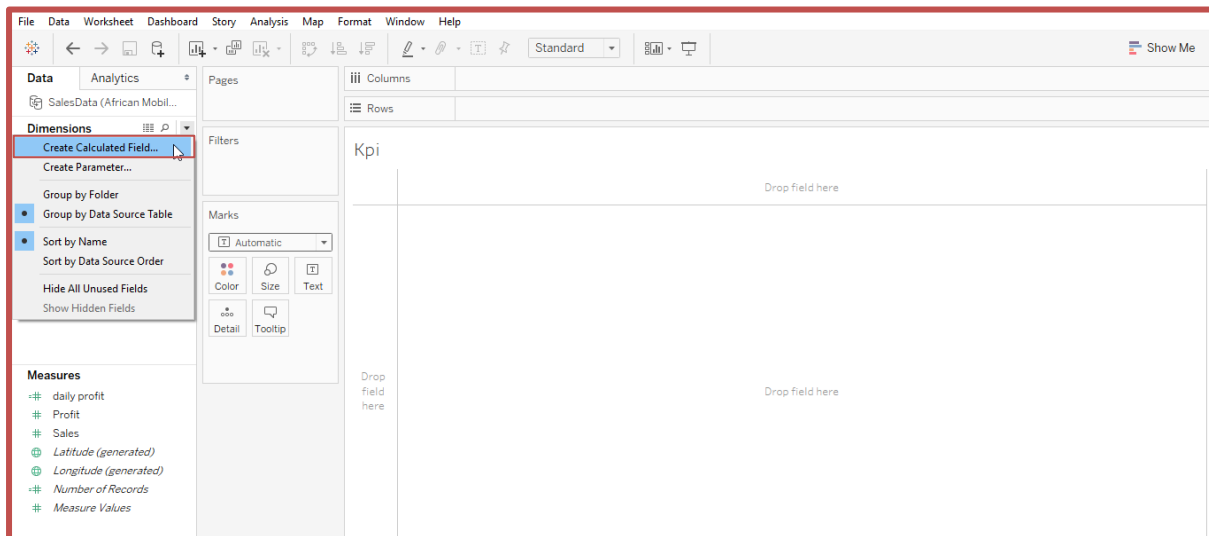 File Data Worksheet Dashboard Story Analysis Map Format Window Help
Standard
Show Me
Data Analytics
SalesData (African Mobil...
Dimensions
Create Calculated Field...
Create Parameter...
Group by Folder
Group by Data Source Table
Sort by Name
Sort by Data Source Order
Hide All Unused Fields
Show Hidden Fields
Measures
daily profit
Profit
Sales
Latitude (generated)
Longitude (generated)
Number of Records
Measure Values
Pages
Filters
Marks
Automatic
Color Size Text
Detail Tooltip
Columns
Rows
Kpi
Drop field here
Drop
field
here
Drop field here